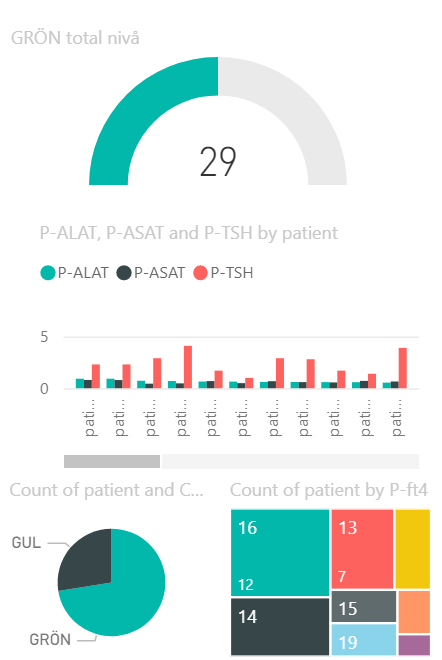 GRÖN total nivå
29
P-ALAT, P-ASAT and P-TSH by patient
P-ALAT P-ASAT P-TSH
5
0
pati... pati... pati... pati... pati... pati... pati... pati... pati... pati... pati...
Count of patient and C... Count of patient by P-ft4
16 13
GUL
7
12
14 15
GRÖN 19